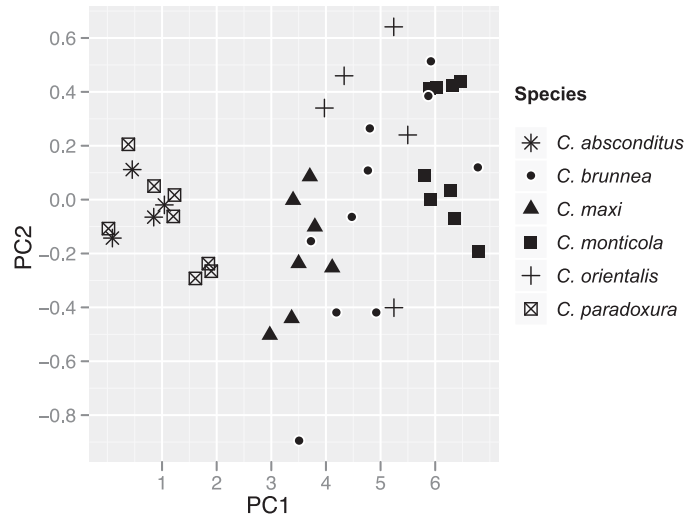 0.6
0.4
0.2
0.0
−0.2
−0.4
−0.6
−0.8
PC2
1 2 3 4 5 6
PC1
Species
C. absconditus
C. brunnea
C. maxi
C. monticola
C. orientalis
C. paradoxura